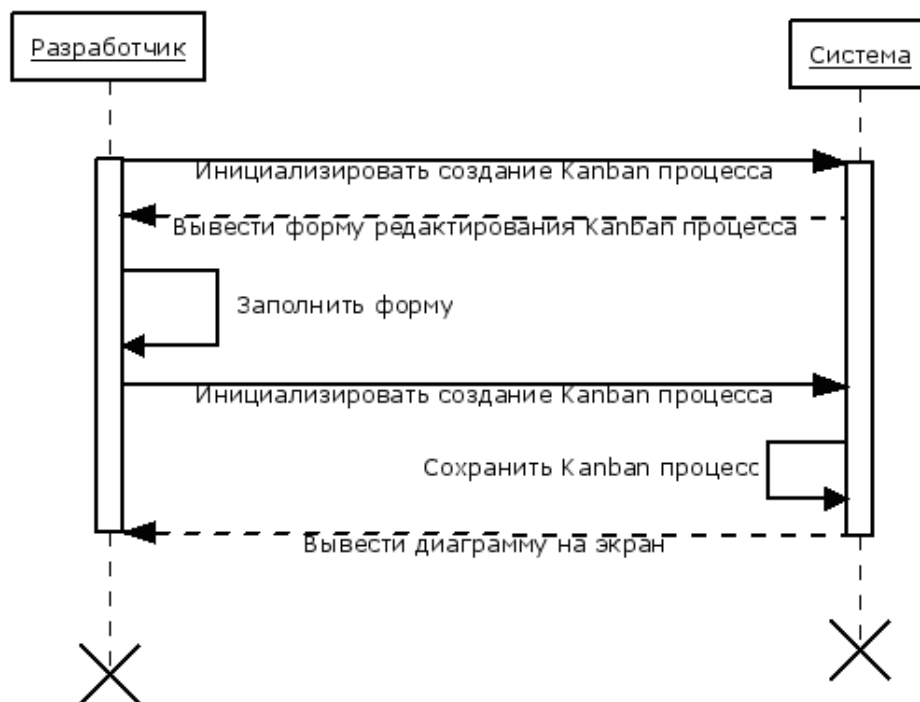 Разработчик
Система
Инициализировать создание Kanban процесса
Вывести форму редактирования Kanban процесса
Заполнить форму
Инициализировать создание Kanban процесса
Сохранить Kanban процесс
Вывести диаграмму на экран